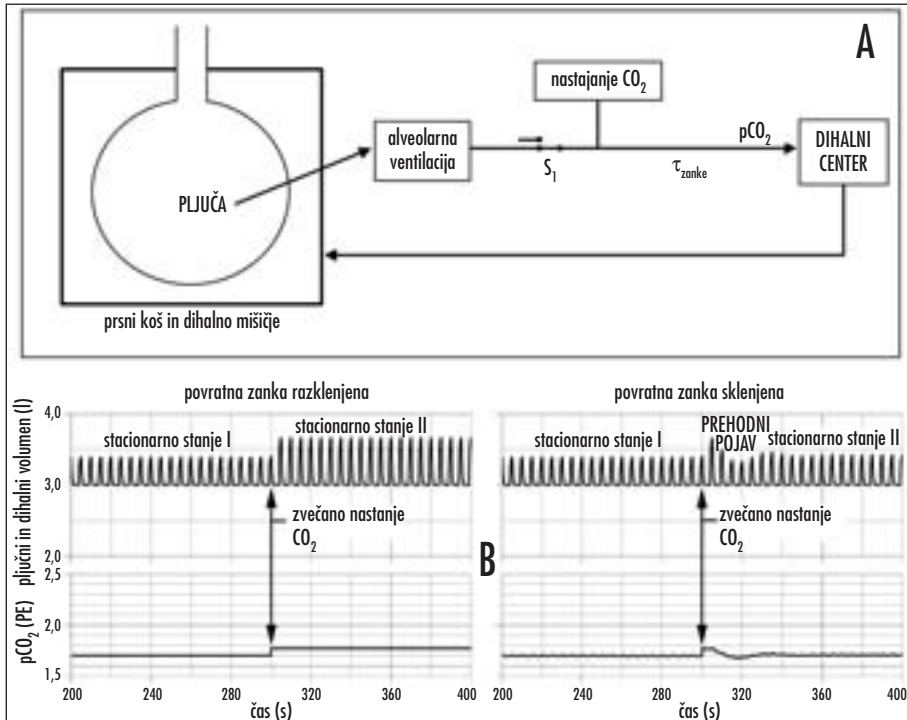 A
nastajanje CO₂
alveolarna
ventilacija
S₁
pCO₂
τzanke
DIHALNI
CENTER
PLJUČA
prsni koš in dihalno mišičje
B
pljučni in dihalni volumen (l)
pCO₂ (PE)
povratna zanka razklenjena
4,0
3,0
2,0
2,5
2,0
1,5
stacionarno stanje I
stacionarno stanje II
zvečano nastanje
CO₂
200 240 280 320 360 400
čas (s)
povratna zanka sklenjena
stacionarno stanje I
PREHODNI
POJAV
stacionarno stanje II
zvečano nastanje
CO₂
200 240 280 320 360 400
čas (s)